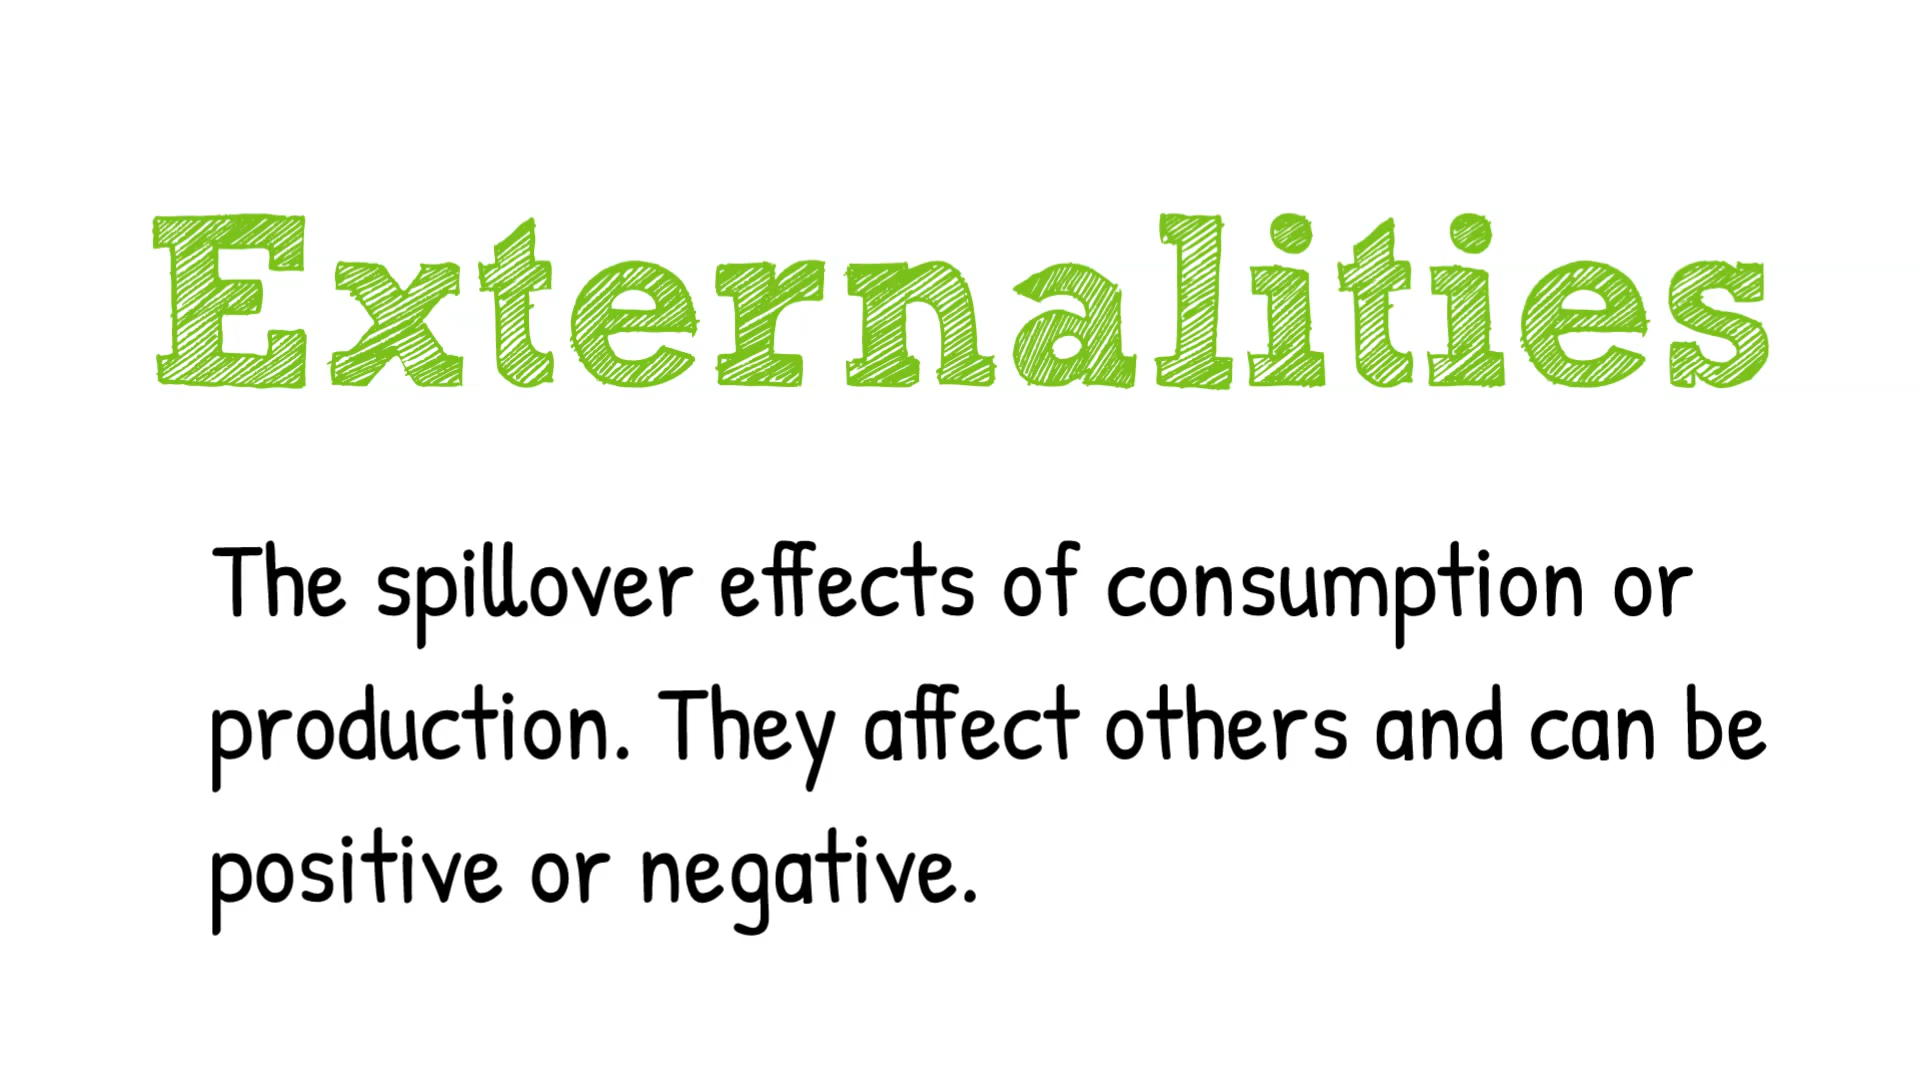 Externalities
The spillover effects of consumption or
production. They affect others and can be
positive or negative.